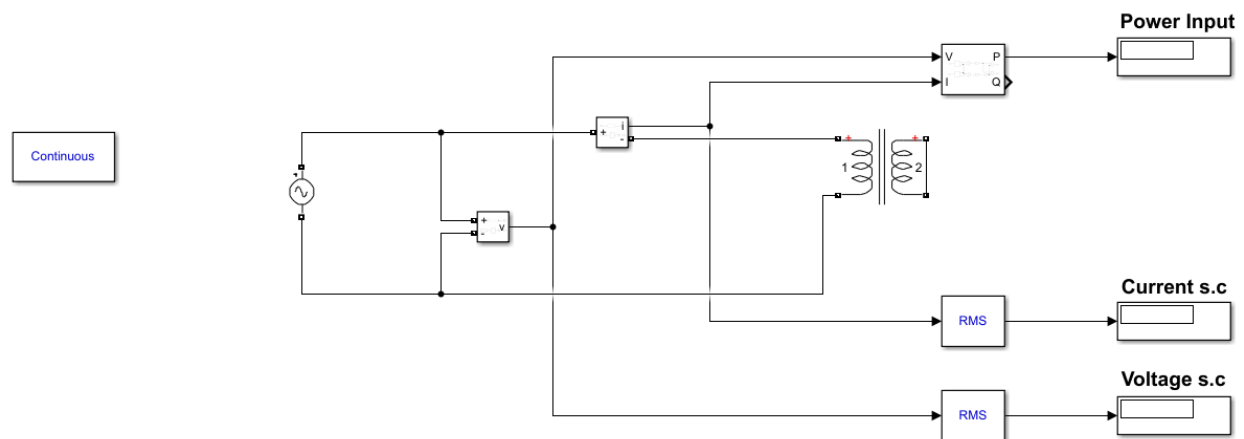 Power Input
V P
I Q
Continuous
+ i
-
+ +
1 2
+ v
-
Current s.c
RMS
Voltage s.c
RMS